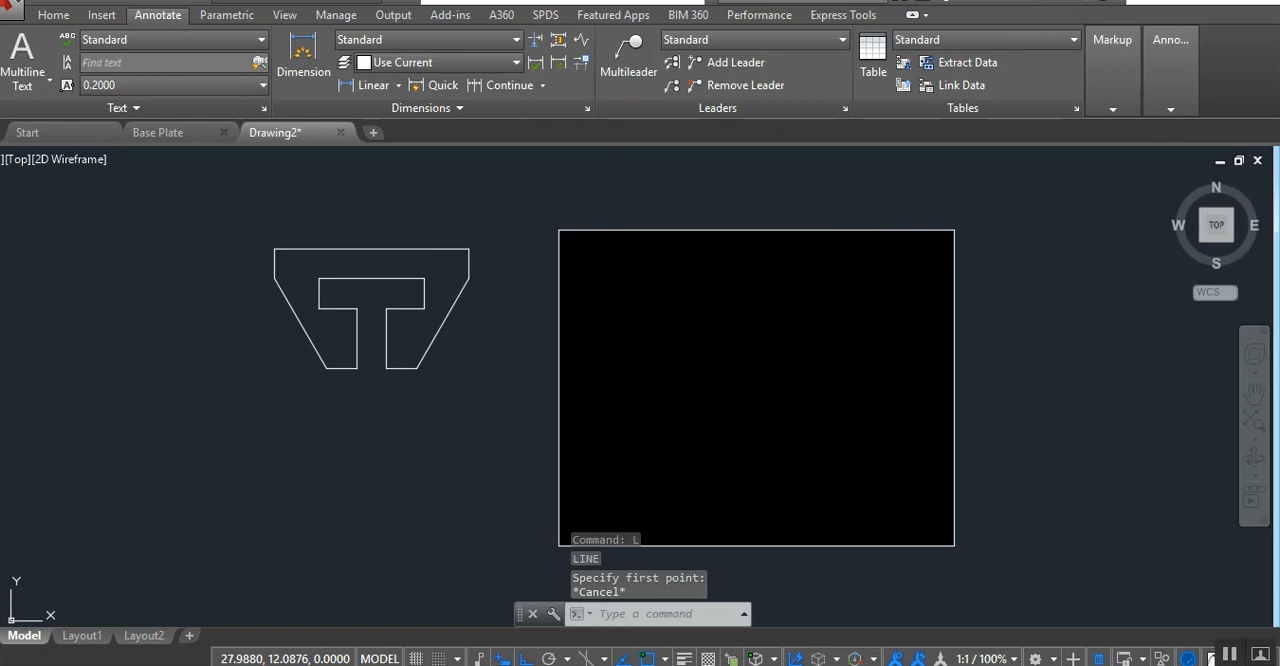 Home Insert Annotate Parametric View Manage Output Add-ins A360 SPDS Featured Apps BIM 360 Performance Express Tools
Multiline Text
ABC Standard
A Find text
A 0.2000
Text
Dimension
Standard
Use Current
Linear Quick Continue
Dimensions
Multileader
Standard
Add Leader
Remove Leader
Leaders
Table
Standard
Extract Data
Link Data
Tables
Markup
Anno...
Start Base Plate Drawing2*
][Top][2D Wireframe]
N
W TOP E
S
WCS
Command: L
LINE
Specify first point:
*Cancel*
Type a command
Y
X
Model Layout1 Layout2
27.9880, 12.0876, 0.0000 MODEL 1:1 / 100%